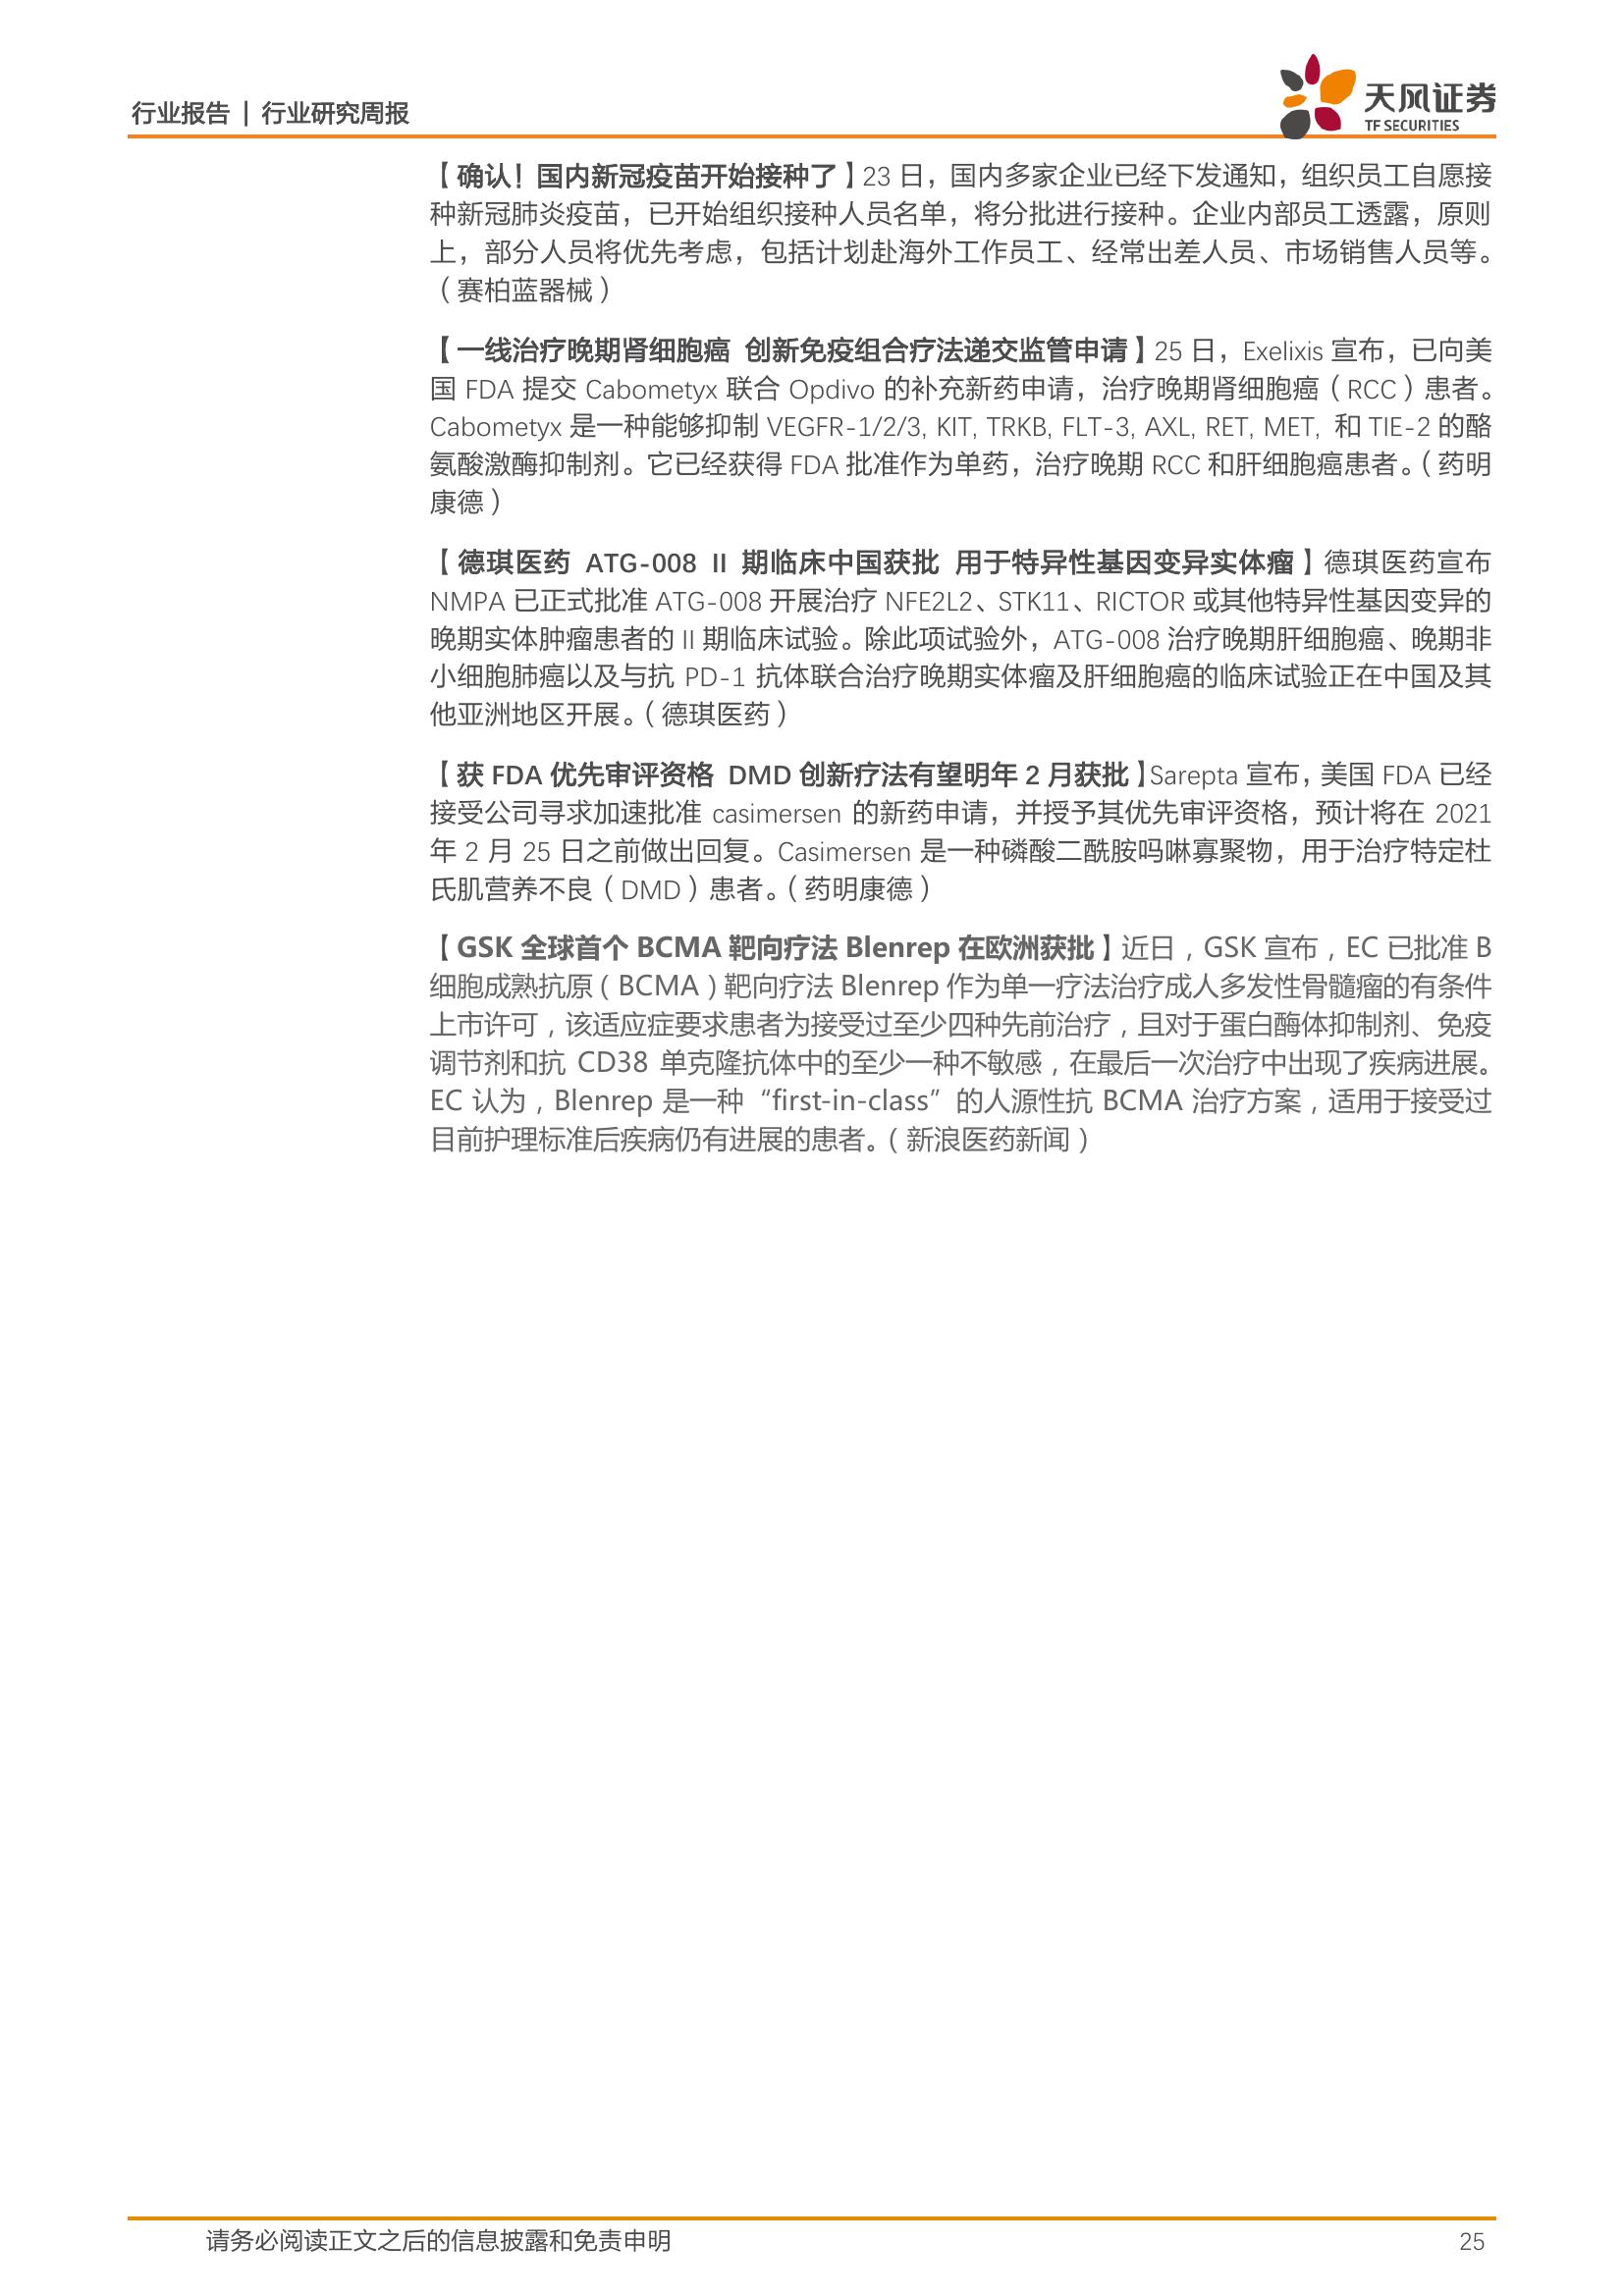 行业报告 | 行业研究周报
天风证券
TF SECURITIES
【确认！国内新冠疫苗开始接种了】23 日，国内多家企业已经下发通知，组织员工自愿接
种新冠肺炎疫苗，已开始组织接种人员名单，将分批进行接种。企业内部员工透露，原则
上，部分人员将优先考虑，包括计划赴海外工作员工、经常出差人员、市场销售人员等。
（赛柏蓝器械）
【一线治疗晚期肾细胞癌 创新免疫组合疗法递交监管申请】25 日，Exelixis 宣布，已向美
国 FDA 提交 Cabometyx 联合 Opdivo 的补充新药申请，治疗晚期肾细胞癌（RCC）患者。
Cabometyx 是一种能够抑制 VEGFR-1/2/3, KIT, TRKB, FLT-3, AXL, RET, MET, 和 TIE-2 的酪
氨酸激酶抑制剂。它已经获得 FDA 批准作为单药，治疗晚期 RCC 和肝细胞癌患者。（药明
康德）
【德琪医药 ATG-008 II 期临床中国获批 用于特异性基因变异实体瘤】德琪医药宣布
NMPA 已正式批准 ATG-008 开展治疗 NFE2L2、STK11、RICTOR 或其他特异性基因变异的
晚期实体肿瘤患者的 II 期临床试验。除此项试验外，ATG-008 治疗晚期肝细胞癌、晚期非
小细胞肺癌以及与抗 PD-1 抗体联合治疗晚期实体瘤及肝细胞癌的临床试验正在中国及其
他亚洲地区开展。（德琪医药）
【获 FDA 优先审评资格 DMD 创新疗法有望明年 2 月获批】Sarepta 宣布，美国 FDA 已经
接受公司寻求加速批准 casimersen 的新药申请，并授予其优先审评资格，预计将在 2021
年 2 月 25 日之前做出回复。Casimersen 是一种磷酸二酰胺吗啉寡聚物，用于治疗特定杜
氏肌营养不良（DMD）患者。（药明康德）
【GSK 全球首个 BCMA 靶向疗法 Blenrep 在欧洲获批】近日，GSK 宣布，EC 已批准 B
细胞成熟抗原（BCMA）靶向疗法 Blenrep 作为单一疗法治疗成人多发性骨髓瘤的有条件
上市许可，该适应症要求患者为接受过至少四种先前治疗，且对于蛋白酶体抑制剂、免疫
调节剂和抗 CD38 单克隆抗体中的至少一种不敏感，在最后一次治疗中出现了疾病进展。
EC 认为，Blenrep 是一种“first-in-class”的人源性抗 BCMA 治疗方案，适用于接受过
目前护理标准后疾病仍有进展的患者。（新浪医药新闻）
请务必阅读正文之后的信息披露和免责申明
25